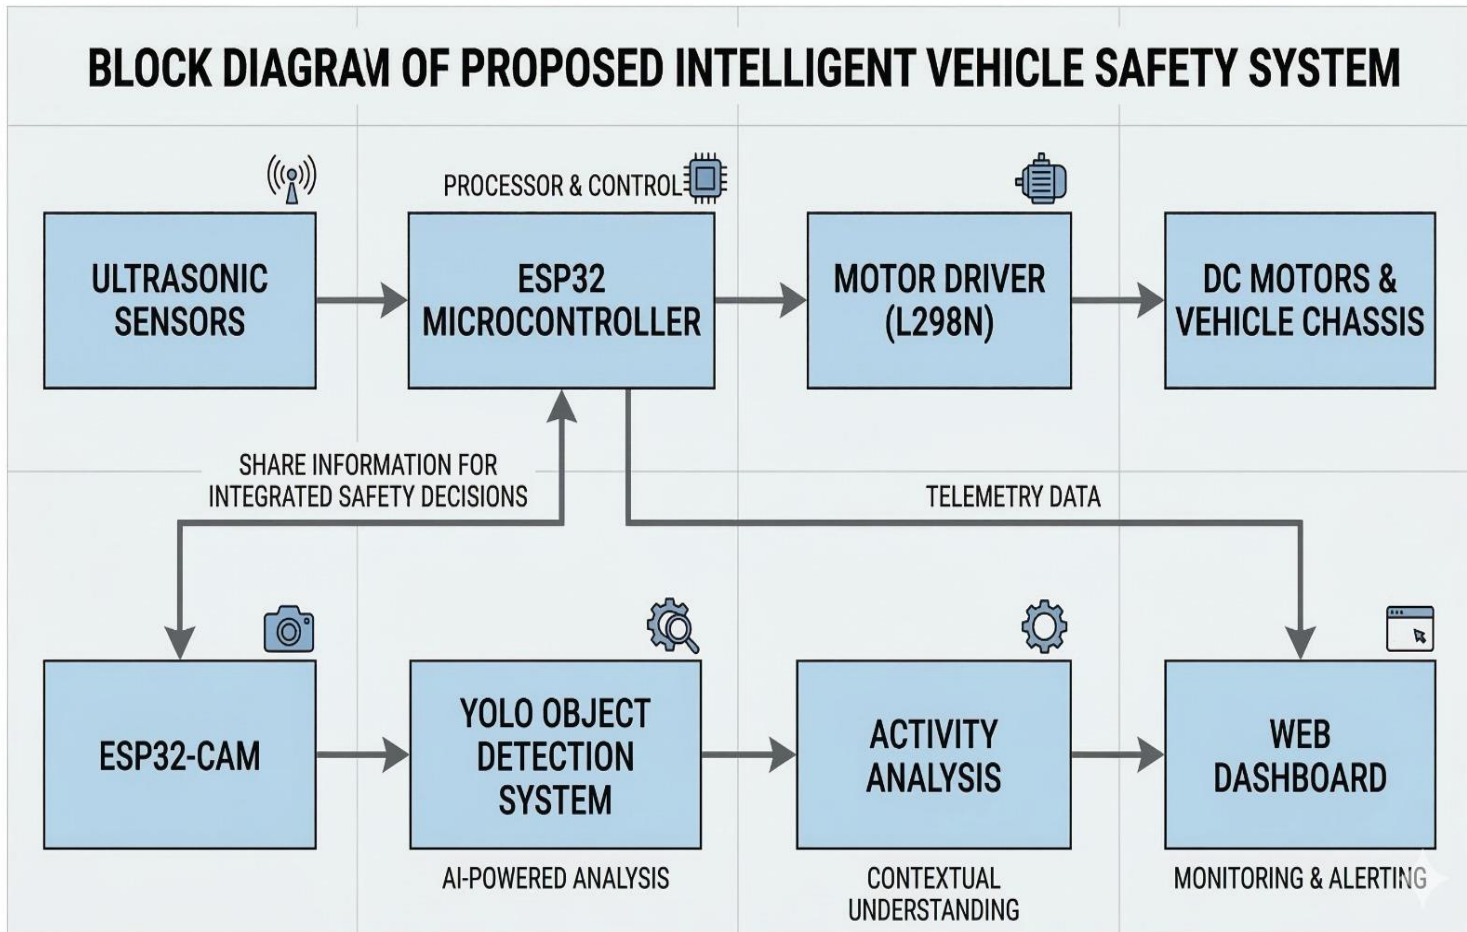 BLOCK DIAGRAM OF PROPOSED INTELLIGENT VEHICLE SAFETY SYSTEM
PROCESSOR & CONTROL
ULTRASONIC
SENSORS
ESP32
MICROCONTROLLER
MOTOR DRIVER
(L298N)
DC MOTORS &
VEHICLE CHASSIS
SHARE INFORMATION FOR
INTEGRATED SAFETY DECISIONS
TELEMETRY DATA
ESP32-CAM
YOLO OBJECT
DETECTION
SYSTEM
ACTIVITY
ANALYSIS
WEB
DASHBOARD
AI-POWERED ANALYSIS
CONTEXTUAL
UNDERSTANDING
MONITORING & ALERTING